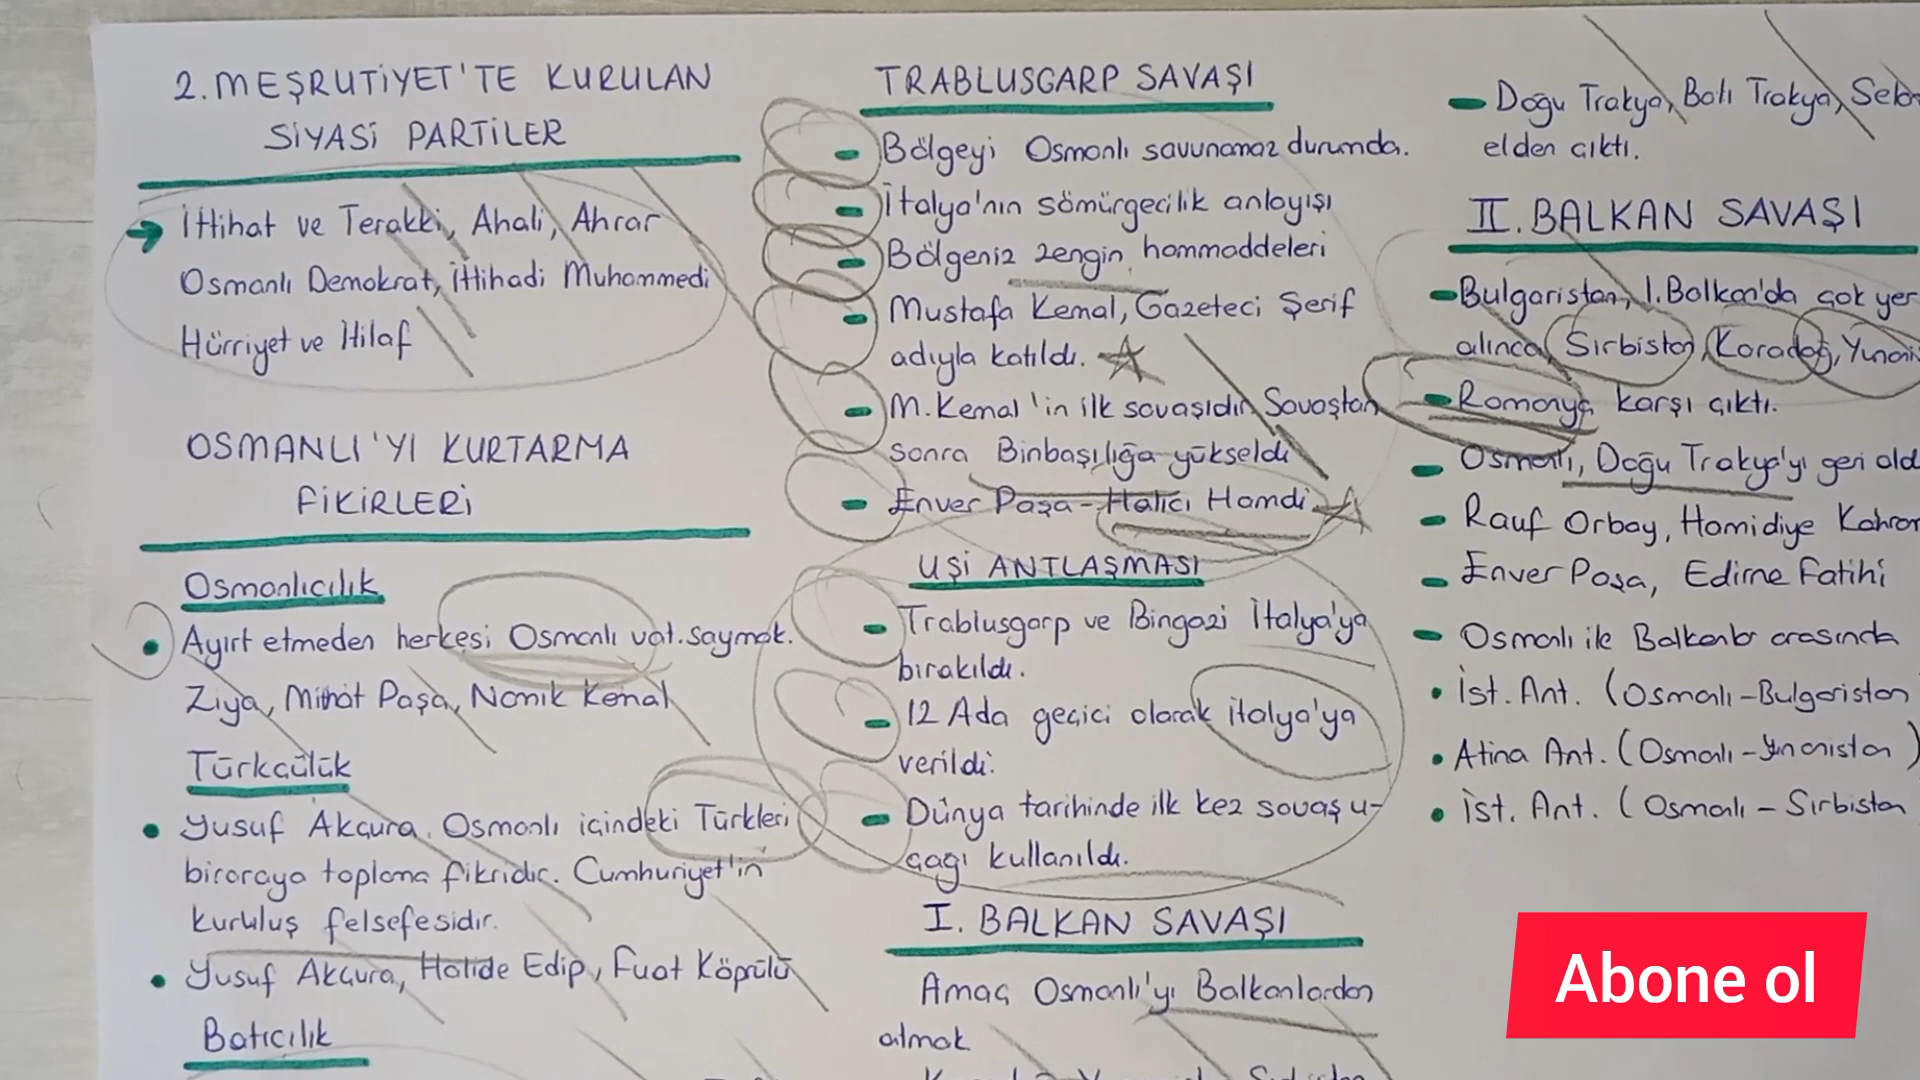 2. MEŞRUTİYET'TE KURULAN
SİYASİ PARTİLER
İttihat ve Terakki, Ahali, Ahrar
Osmanlı Demokrat, İttihadi Muhammedi
Hürriyet ve İtilaf
OSMANLI'YI KURTARMA
FİKİRLERİ
Osmanlıcılık
Ayırt etmeden herkesi Osmanlı vat. saymak.
Ziya, Mithat Paşa, Namık Kemal
Türkçülük
Yusuf Akçura. Osmanlı içindeki Türkleri
biraraya toplama fikridir. Cumhuriyet'in
kuruluş felsefesidir.
Yusuf Akçura, Halide Edip, Fuat Köprülü
Batıcılık
TRABLUSGARP SAVAŞI
Bölgeyi Osmanlı savunamaz durumda.
İtalya'nın sömürgecilik anlayışı
Bölgeniz zengin hammaddeleri
Mustafa Kemal, Gazeteci Şerif
adıyla katıldı.
M. Kemal'in ilk savaşıdır. Savaştan
sonra Binbaşılığa yükseldi
Enver Paşa - Halıcı Hamdi
UŞİ ANTLAŞMASI
Trablusgarp ve Bingazi İtalya'ya
bırakıldı.
12 Ada geçici olarak İtalya'ya
verildi.
Dünya tarihinde ilk kez savaş u-
çağı kullanıldı.
I. BALKAN SAVAŞI
Amaç Osmanlı'yı Balkanlardan
atmak
Doğu Trakya, Batı Trakya, Sela
elden çıktı.
II. BALKAN SAVAŞI
Bulgaristan, 1. Balkan'da çok yer
alınca Sırbistan, Karadağ, Yunani
Romanya karşı çıktı.
Osmanlı, Doğu Trakya'yı geri ald
Rauf Orbay, Hamidiye Kahram
Enver Paşa, Edirne Fatihi
Osmanlı ile Balkanlar arasında
İst. Ant. (Osmanlı - Bulgaristan
Atina Ant. (Osmanlı - Yunanistan)
İst. Ant. (Osmanlı - Sırbistan
Abone ol